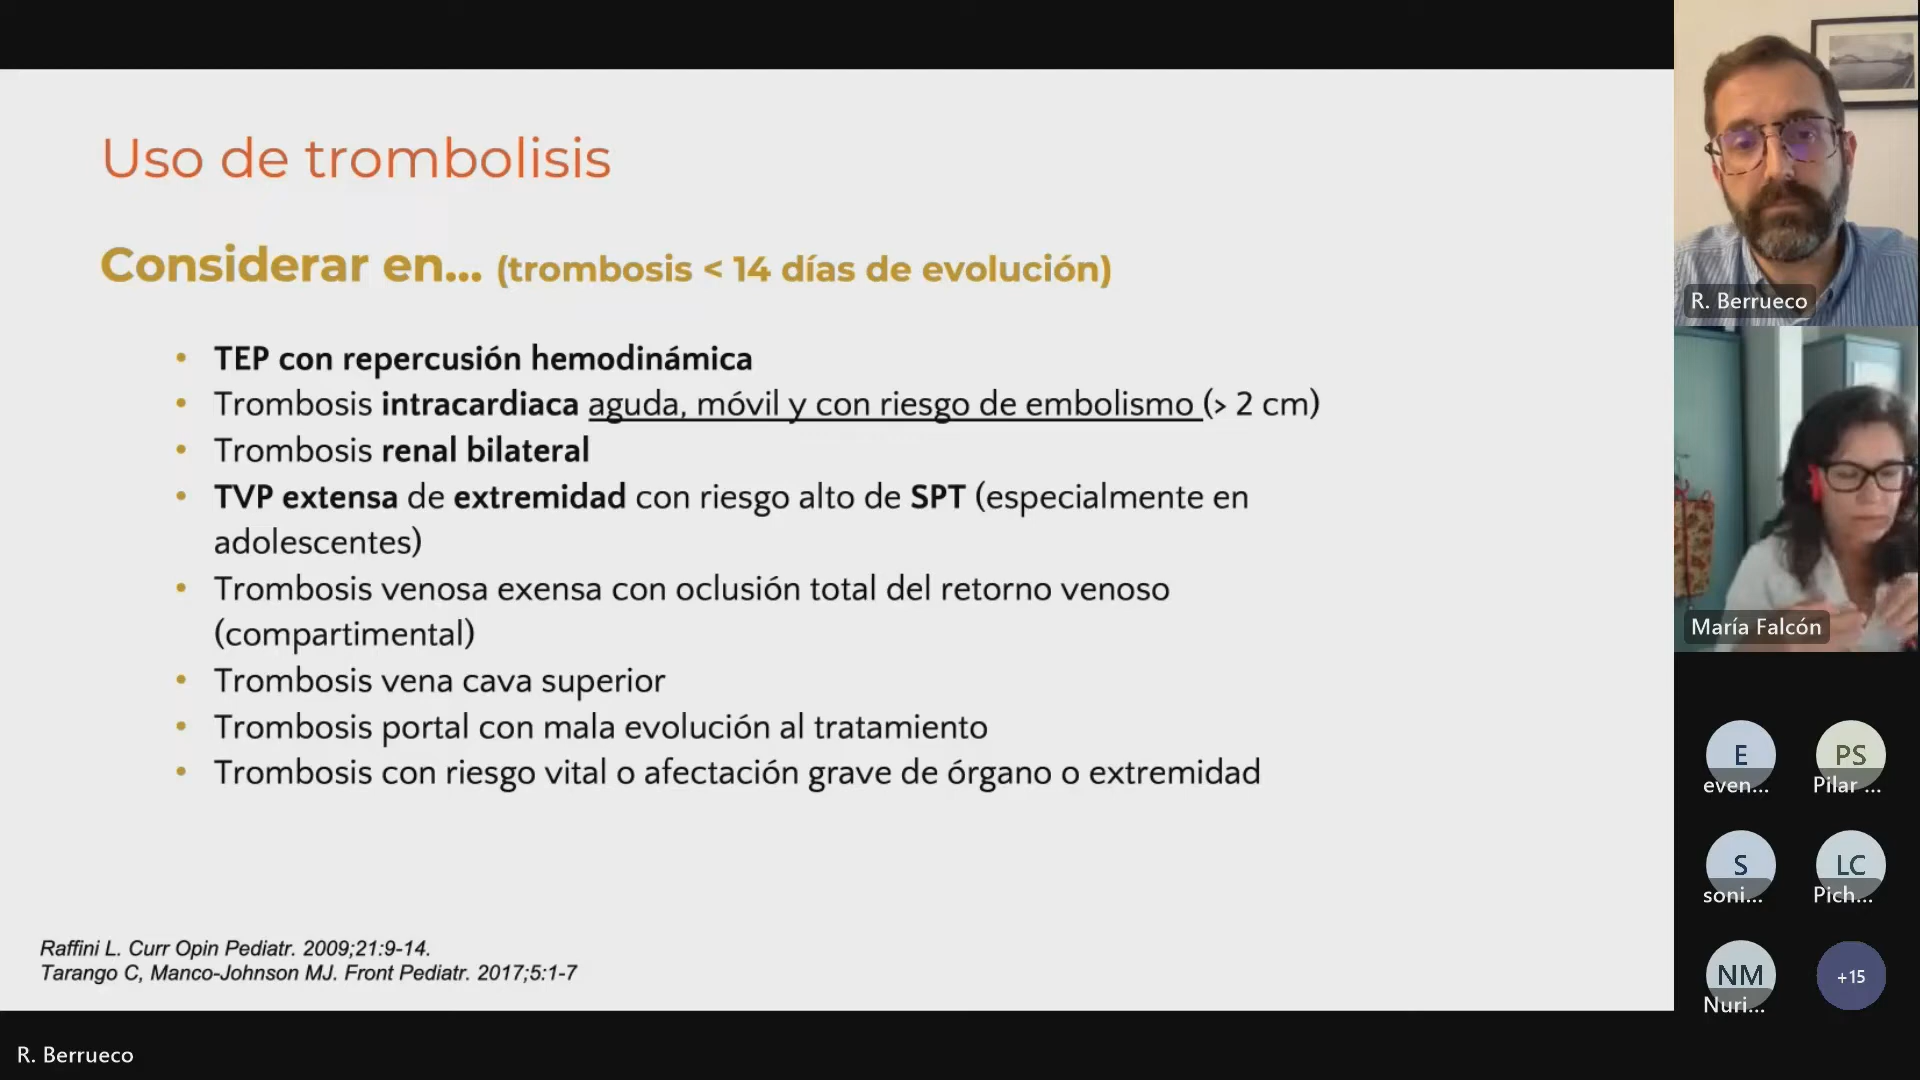 Uso de trombolisis
Considerar en... (trombosis < 14 días de evolución)
• TEP con repercusión hemodinámica
• Trombosis intracardiaca aguda, móvil y con riesgo de embolismo (> 2 cm)
• Trombosis renal bilateral
• TVP extensa de extremidad con riesgo alto de SPT (especialmente en
adolescentes)
• Trombosis venosa exensa con oclusión total del retorno venoso
(compartimental)
• Trombosis vena cava superior
• Trombosis portal con mala evolución al tratamiento
• Trombosis con riesgo vital o afectación grave de órgano o extremidad
Raffini L. Curr Opin Pediatr. 2009;21:9-14.
Tarango C, Manco-Johnson MJ. Front Pediatr. 2017;5:1-7
R. Berrueco
R. Berrueco
María Falcón
E
even...
PS
Pilar ...
S
soni...
LC
Pich...
NM
Nuri...
+15